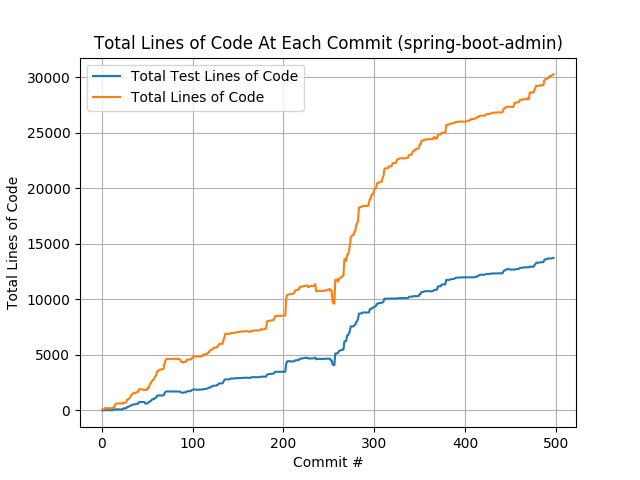 Total Lines of Code At Each Commit (spring-boot-admin)
Total Test Lines of Code
Total Lines of Code
30000
25000
20000
15000
10000
5000
0
Total Lines of Code
0 100 200 300 400 500
Commit #